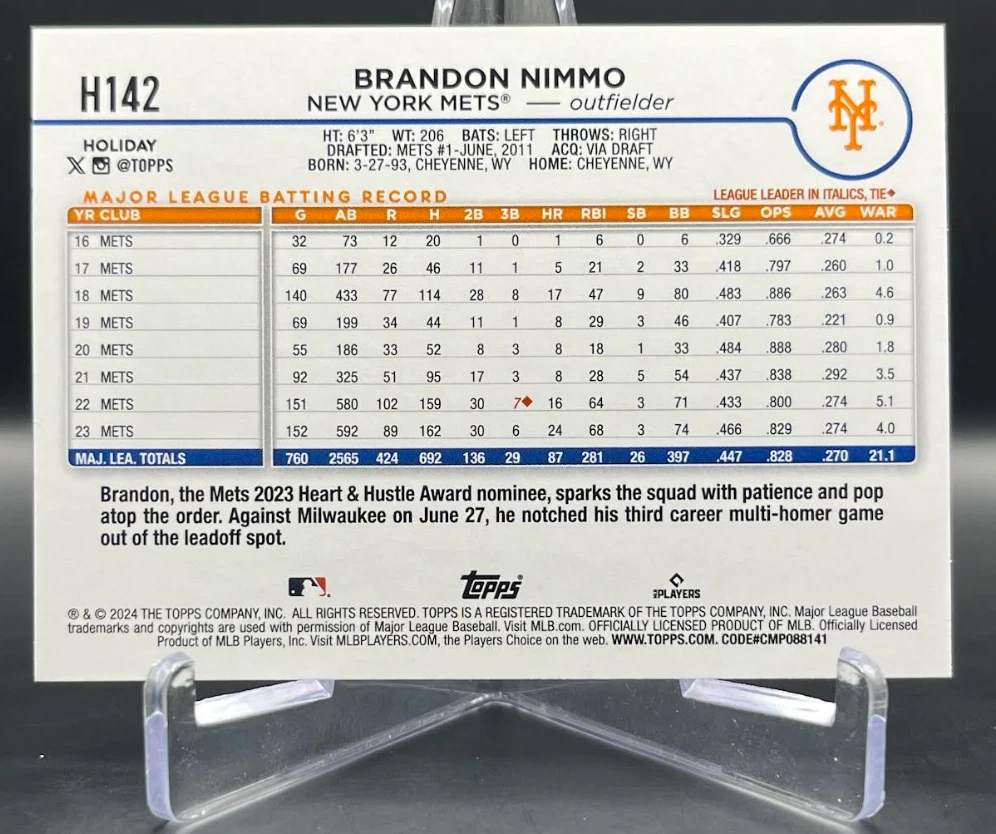 H142
BRANDON NIMMO
NEW YORK METS® — outfielder
NY
HOLIDAY
@TOPPS
HT: 6'3" WT: 206 BATS: LEFT THROWS: RIGHT
DRAFTED: METS #1-JUNE, 2011 ACQ: VIA DRAFT
BORN: 3-27-93, CHEYENNE, WY HOME: CHEYENNE, WY
MAJOR LEAGUE BATTING RECORD LEAGUE LEADER IN ITALICS, TIE◆
YR CLUB G AB R H 2B 3B HR RBI SB BB SLG OPS AVG WAR
16 METS 32 73 12 20 1 0 1 6 0 6 .329 .666 .274 0.2
17 METS 69 177 26 46 11 1 5 21 2 33 .418 .797 .260 1.0
18 METS 140 433 77 114 28 8 17 47 9 80 .483 .886 .263 4.6
19 METS 69 199 34 44 11 1 8 29 3 46 .407 .783 .221 0.9
20 METS 55 186 33 52 8 3 8 18 1 33 .484 .888 .280 1.8
21 METS 92 325 51 95 17 3 8 28 5 54 .437 .838 .292 3.5
22 METS 151 580 102 159 30 7◆ 16 64 3 71 .433 .800 .274 5.1
23 METS 152 592 89 162 30 6 24 68 3 74 .466 .829 .274 4.0
MAJ. LEA. TOTALS 760 2565 424 692 136 29 87 281 26 397 .447 .828 .270 21.1
Brandon, the Mets 2023 Heart & Hustle Award nominee, sparks the squad with patience and pop
atop the order. Against Milwaukee on June 27, he notched his third career multi-homer game
out of the leadoff spot.
topps® PLAYERS
® & © 2024 THE TOPPS COMPANY, INC. ALL RIGHTS RESERVED. TOPPS IS A REGISTERED TRADEMARK OF THE TOPPS COMPANY, INC. Major League Baseball
trademarks and copyrights are used with permission of Major League Baseball. Visit MLB.com. OFFICIALLY LICENSED PRODUCT OF MLB. Officially Licensed
Product of MLB Players, Inc. Visit MLBPLAYERS.COM, the Players Choice on the web. WWW.TOPPS.COM. CODE#CMP088141